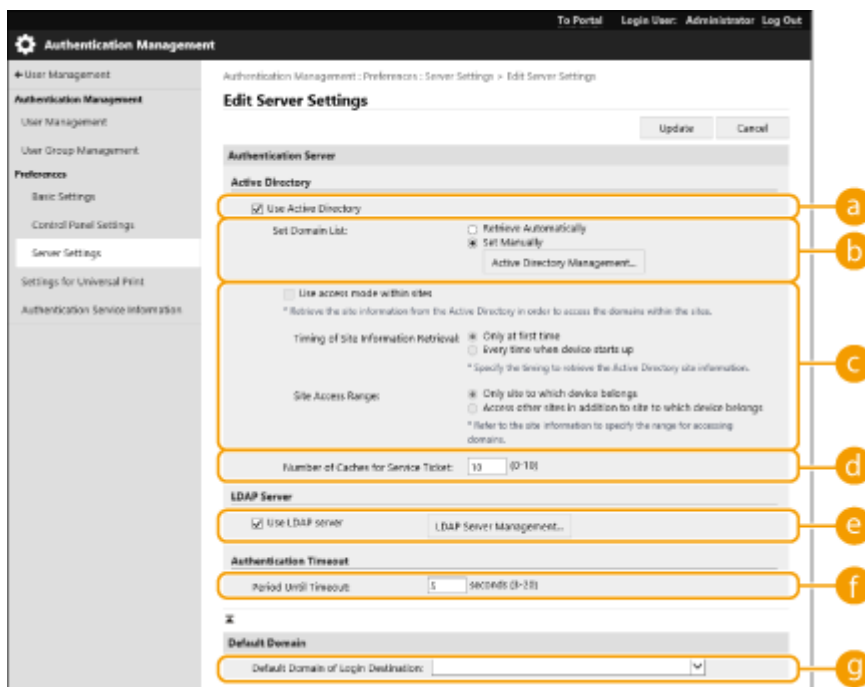 To Portal Login User: Administrator Log Out
Authentication Management
User Management
Authentication Management : Preferences : Server Settings > Edit Server Settings
Authentication Management
Edit Server Settings
User Management
Update Cancel
User Group Management
Authentication Server
Preferences
Active Directory
Basic Settings
Use Active Directory
a
Control Panel Settings
Set Domain List:
Retrieve Automatically
Set Manually
b
Server Settings
Active Directory Management...
Settings for Universal Print
Use access mode within sites
Authentication Service Information
* Retrieve the site information from the Active Directory in order to access the domains within the sites.
Timing of Site Information Retrieval:
Only at first time
Every time when device starts up
* Specify the timing to retrieve the Active Directory site information.
c
Site Access Range:
Only site to which device belongs
Access other sites in addition to site to which device belongs
* Refer to the site information to specify the range for accessing
domains.
Number of Caches for Service Ticket: 10 (0-10)
d
LDAP Server
Use LDAP server LDAP Server Management...
e
Authentication Timeout
Period Until Timeout: 5 seconds
f
Default Domain
Default Domain of Login Destination:
g